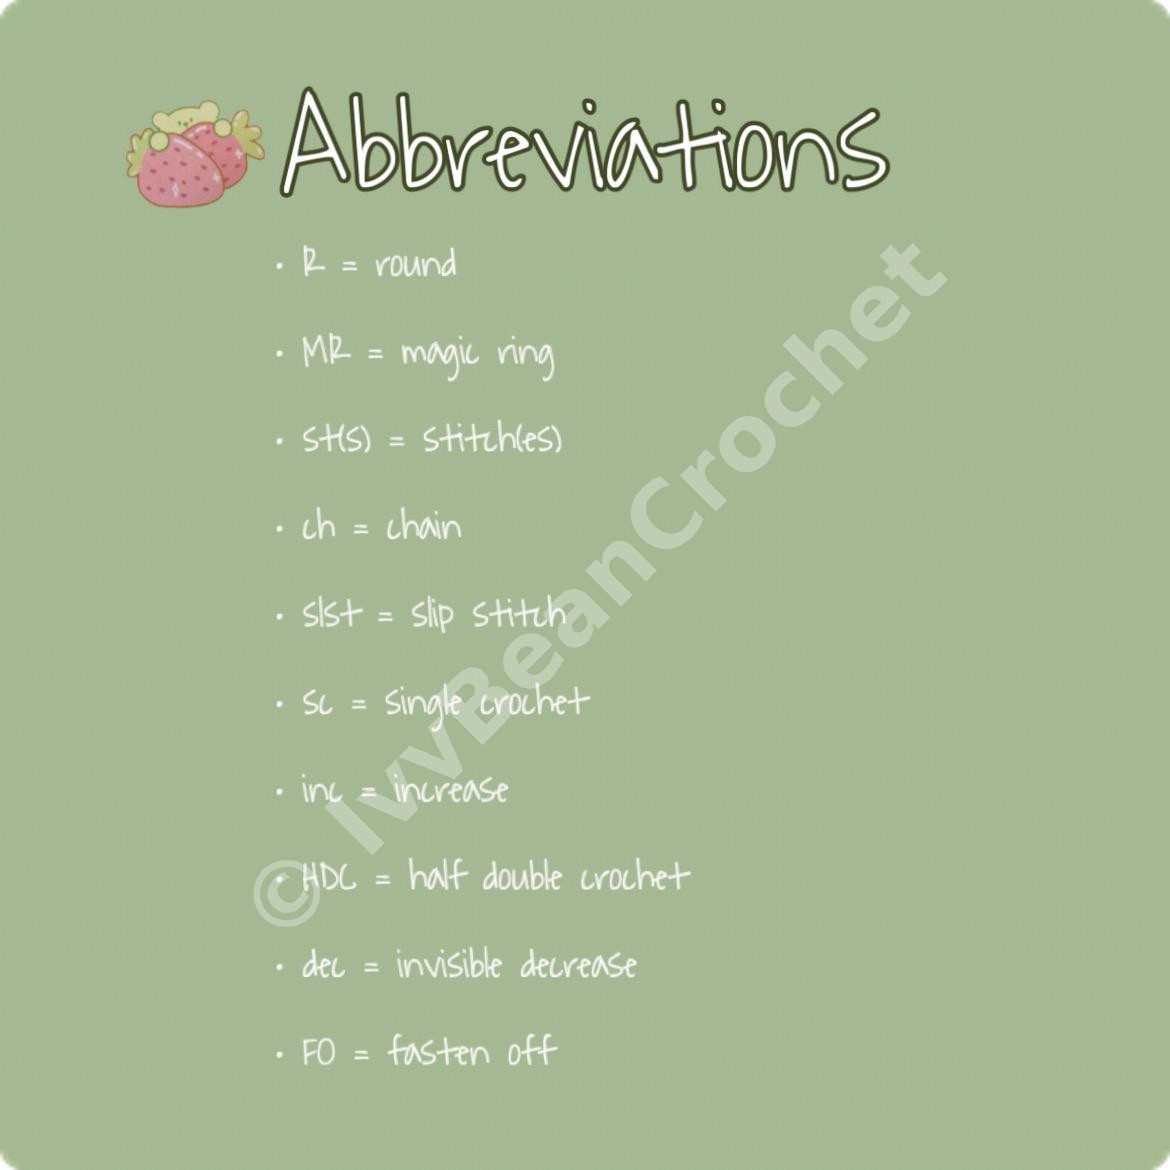 Abbreviations
• R = round
• MR = magic ring
• st(s) = stitch(es)
• ch = chain
• slst = slip stitch
• sc = single crochet
• inc = increase
• HDC = half double crochet
• dec = invisible decrease
• FO = fasten off
© IvvBeanCrochet